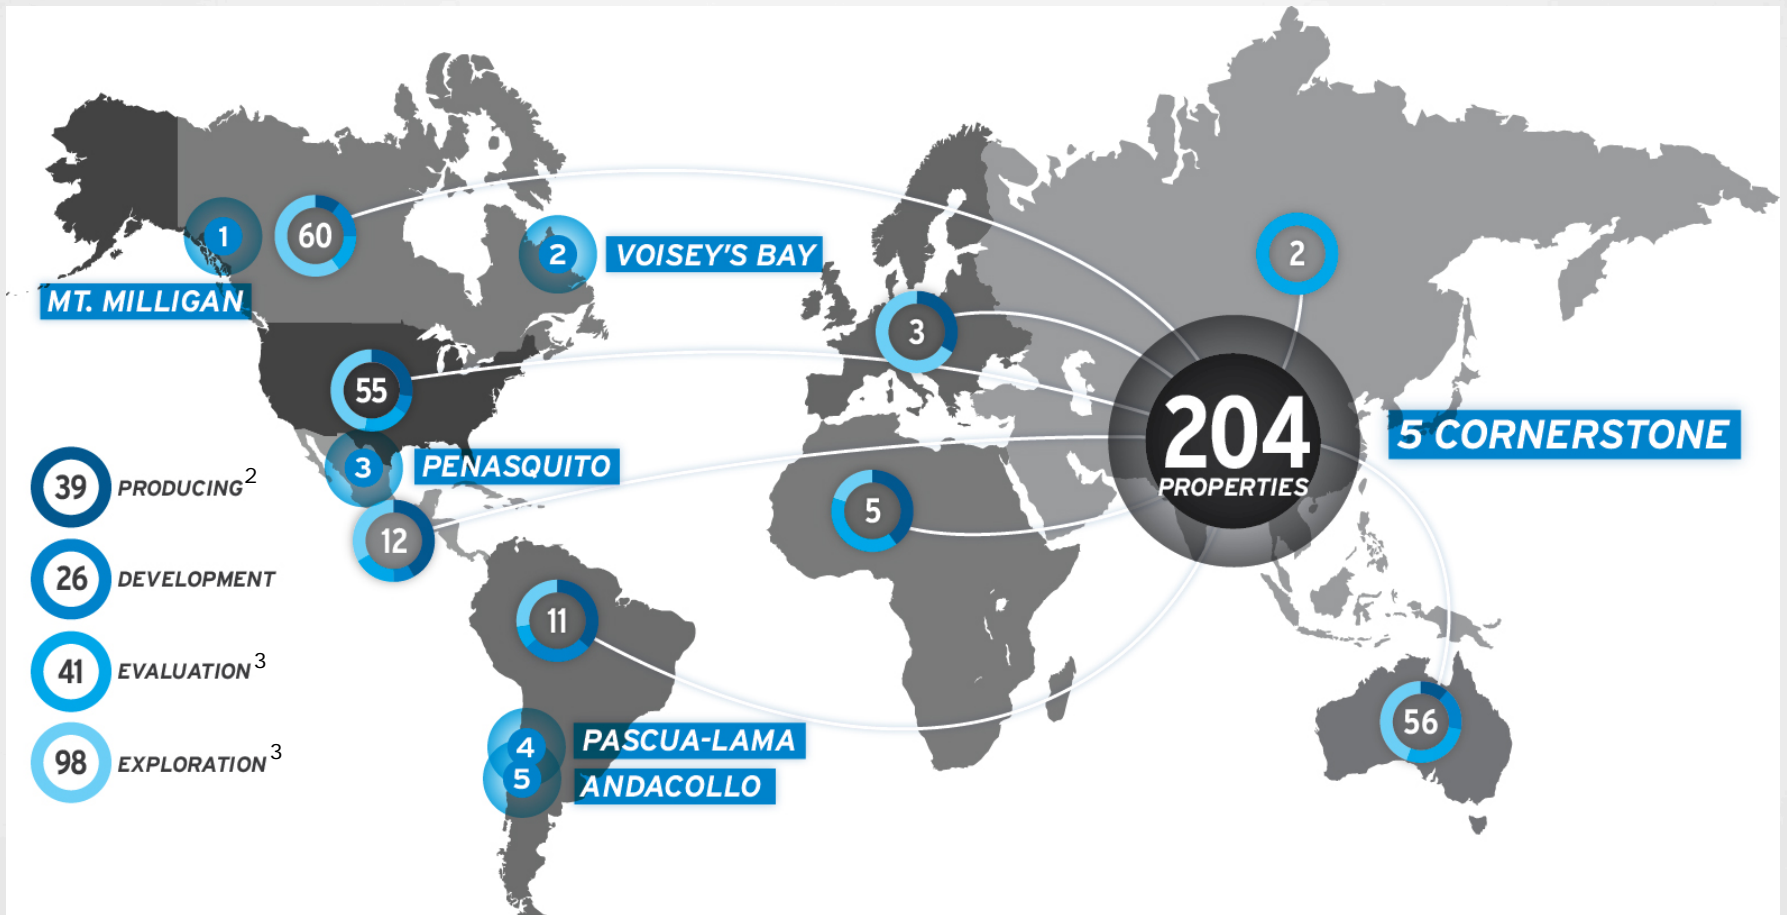 1
60
2
VOISEY'S BAY
2
MT. MILLIGAN
3
55
204
PROPERTIES
5 CORNERSTONE
3
PENASQUITO
39
PRODUCING2
5
12
26
DEVELOPMENT
11
41
EVALUATION3
56
4
PASCUA-LAMA
98
EXPLORATION3
5
ANDACOLLO